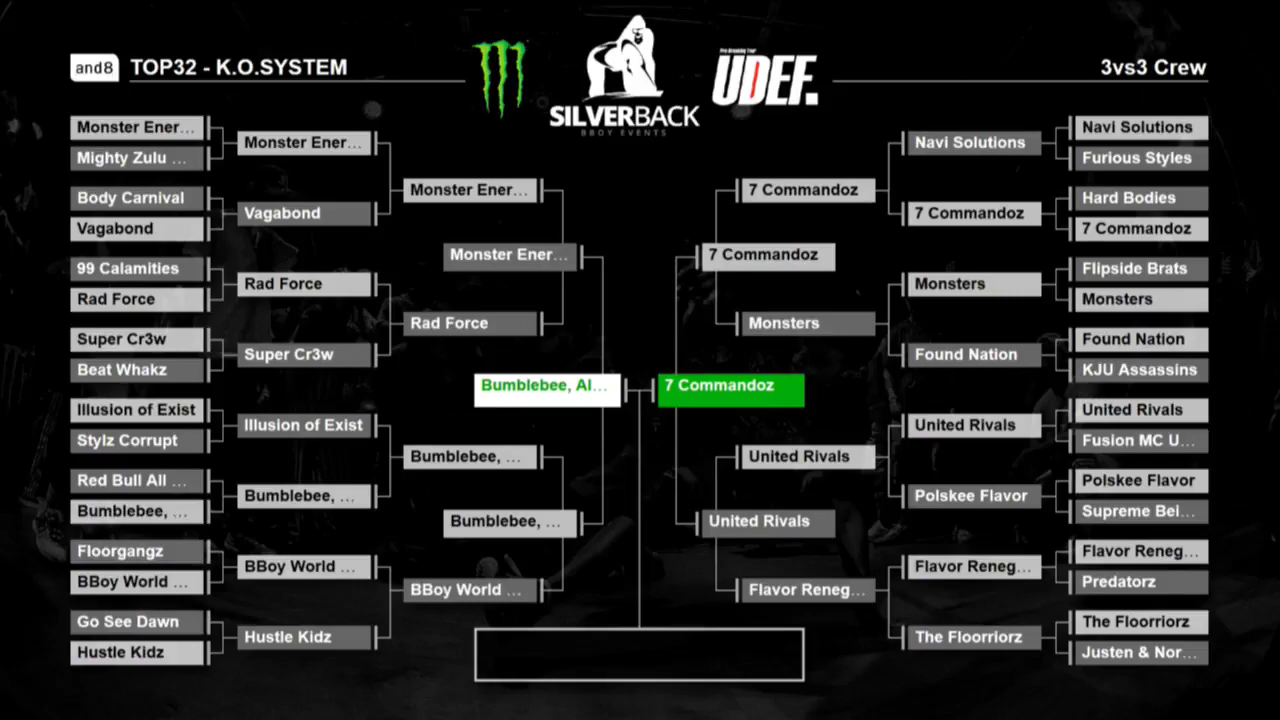 and8
TOP32 - K.O.SYSTEM
SILVERBACK
BBOY EVENTS
Pro Breaking Tour
UDEF.
3vs3 Crew
Monster Ener...
Mighty Zulu ...
Body Carnival
Vagabond
99 Calamities
Rad Force
Super Cr3w
Beat Whakz
Illusion of Exist
Stylz Corrupt
Red Bull All ...
Bumblebee, ...
Floorgangz
BBoy World ...
Go See Dawn
Hustle Kidz
Monster Ener...
Vagabond
Rad Force
Super Cr3w
Illusion of Exist
Bumblebee, ...
BBoy World ...
Hustle Kidz
Monster Ener...
Rad Force
Bumblebee, ...
BBoy World ...
Monster Ener...
Bumblebee, ...
Bumblebee, Al...
7 Commandoz
7 Commandoz
United Rivals
7 Commandoz
Monsters
United Rivals
Flavor Reneg...
Navi Solutions
7 Commandoz
Monsters
Found Nation
United Rivals
Polskee Flavor
Flavor Reneg...
The Floorriorz
Navi Solutions
Furious Styles
Hard Bodies
7 Commandoz
Flipside Brats
Monsters
Found Nation
KJU Assassins
United Rivals
Fusion MC U...
Polskee Flavor
Supreme Bei...
Flavor Reneg...
Predatorz
The Floorriorz
Justen & Nor...